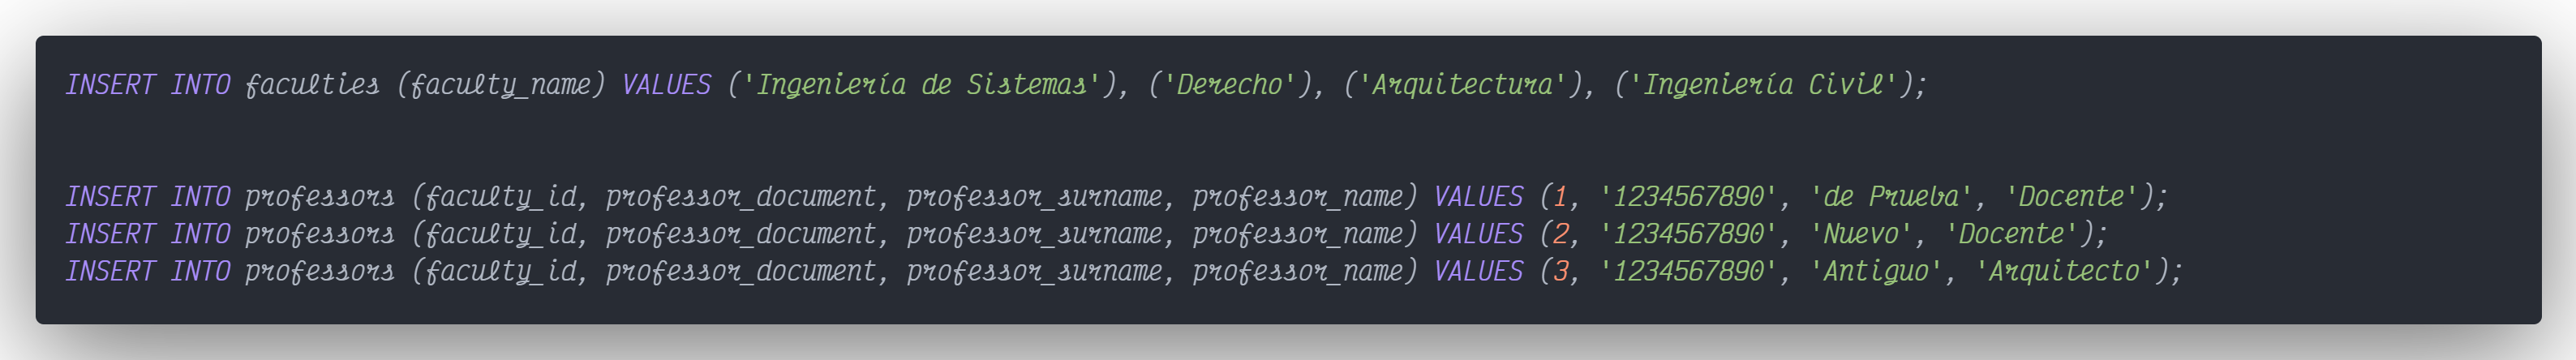 INSERT INTO faculties (faculty_name) VALUES ('Ingeniería de Sistemas'), ('Derecho'), ('Arquitectura'), ('Ingeniería Civil');
INSERT INTO professors (faculty_id, professor_document, professor_surname, professor_name) VALUES (1, '1234567890', 'de Prueba', 'Docente');
INSERT INTO professors (faculty_id, professor_document, professor_surname, professor_name) VALUES (2, '1234567890', 'Nuevo', 'Docente');
INSERT INTO professors (faculty_id, professor_document, professor_surname, professor_name) VALUES (3, '1234567890', 'Antiguo', 'Arquitecto');